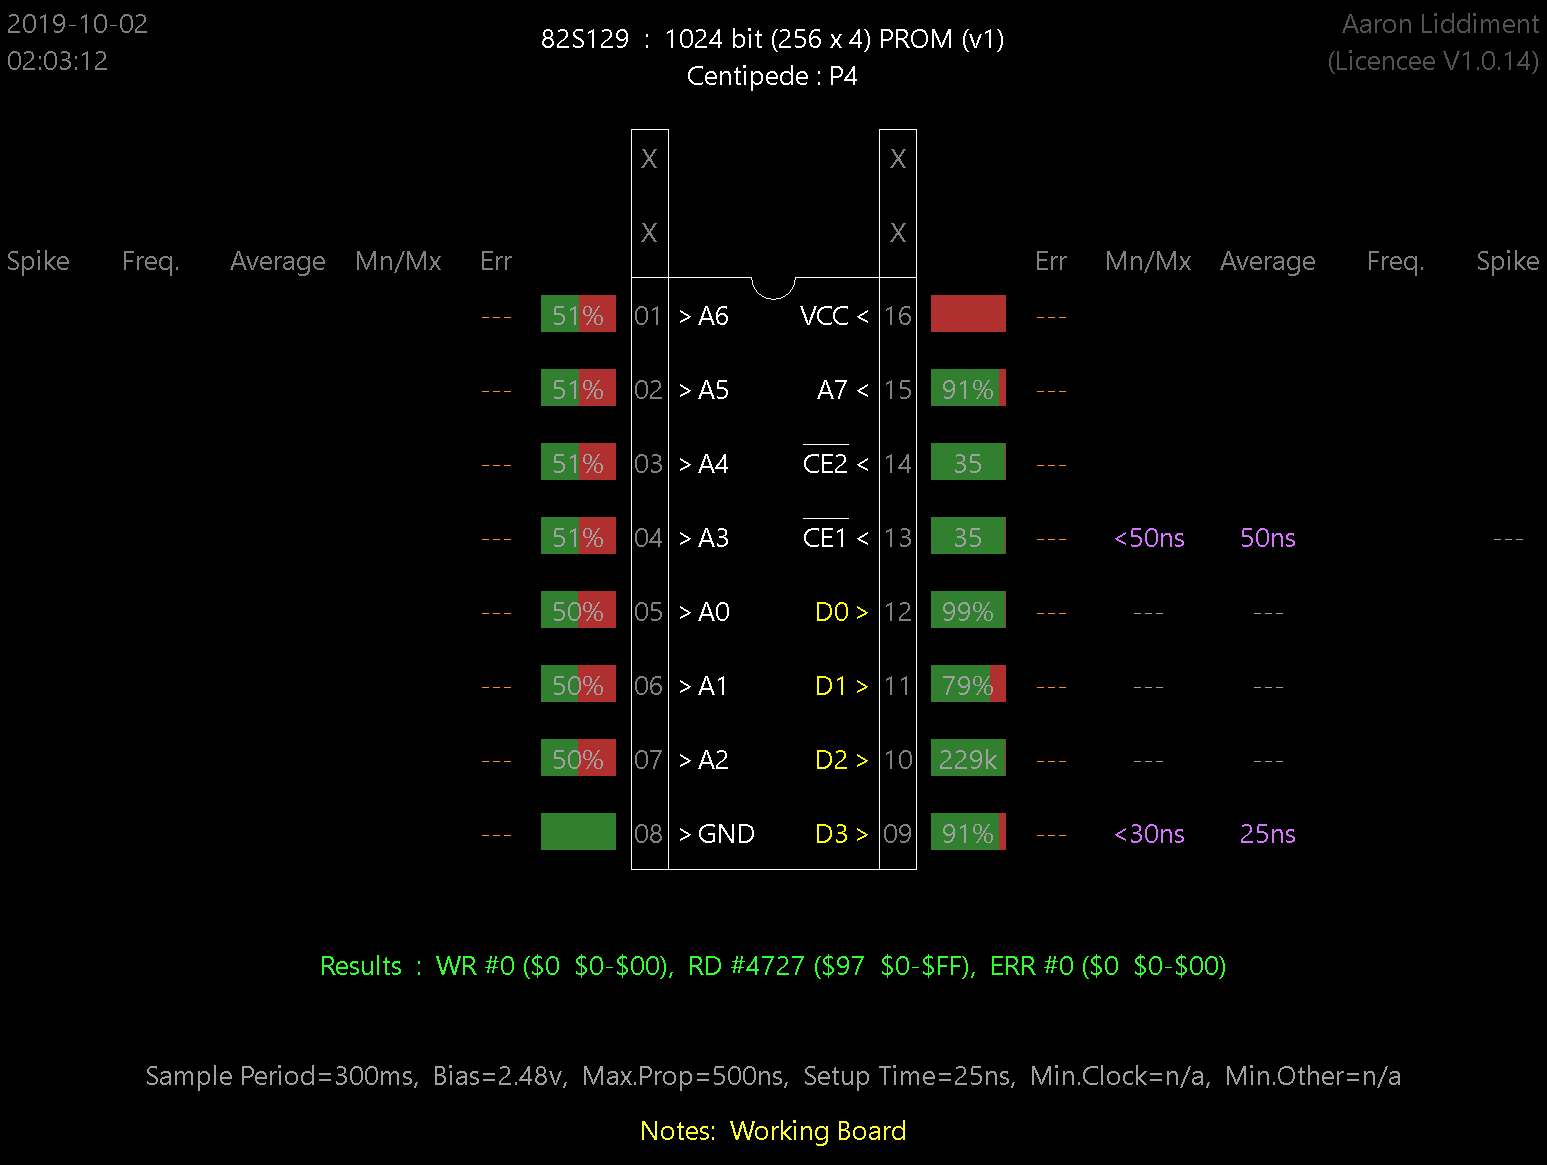 2019-10-02
02:03:12
82S129 : 1024 bit (256 x 4) PROM (v1)
Centipede : P4
Aaron Liddiment
(Licencee V1.0.14)
X X
X X
Spike Freq. Average Mn/Mx Err Err Mn/Mx Average Freq. Spike
--- 51% 01 > A6 VCC < 16 ---
--- 51% 02 > A5 A7 < 15 91% ---
--- 51% 03 > A4 CE2 < 14 35 ---
--- 51% 04 > A3 CE1 < 13 35 --- <50ns 50ns ---
--- 50% 05 > A0 D0 > 12 99% --- --- ---
--- 50% 06 > A1 D1 > 11 79% --- --- ---
--- 50% 07 > A2 D2 > 10 229k --- --- ---
--- 08 > GND D3 > 09 91% --- <30ns 25ns
Results : WR #0 ($0 $0-$00), RD #4727 ($97 $0-$FF), ERR #0 ($0 $0-$00)
Sample Period=300ms, Bias=2.48v, Max.Prop=500ns, Setup Time=25ns, Min.Clock=n/a, Min.Other=n/a
Notes: Working Board